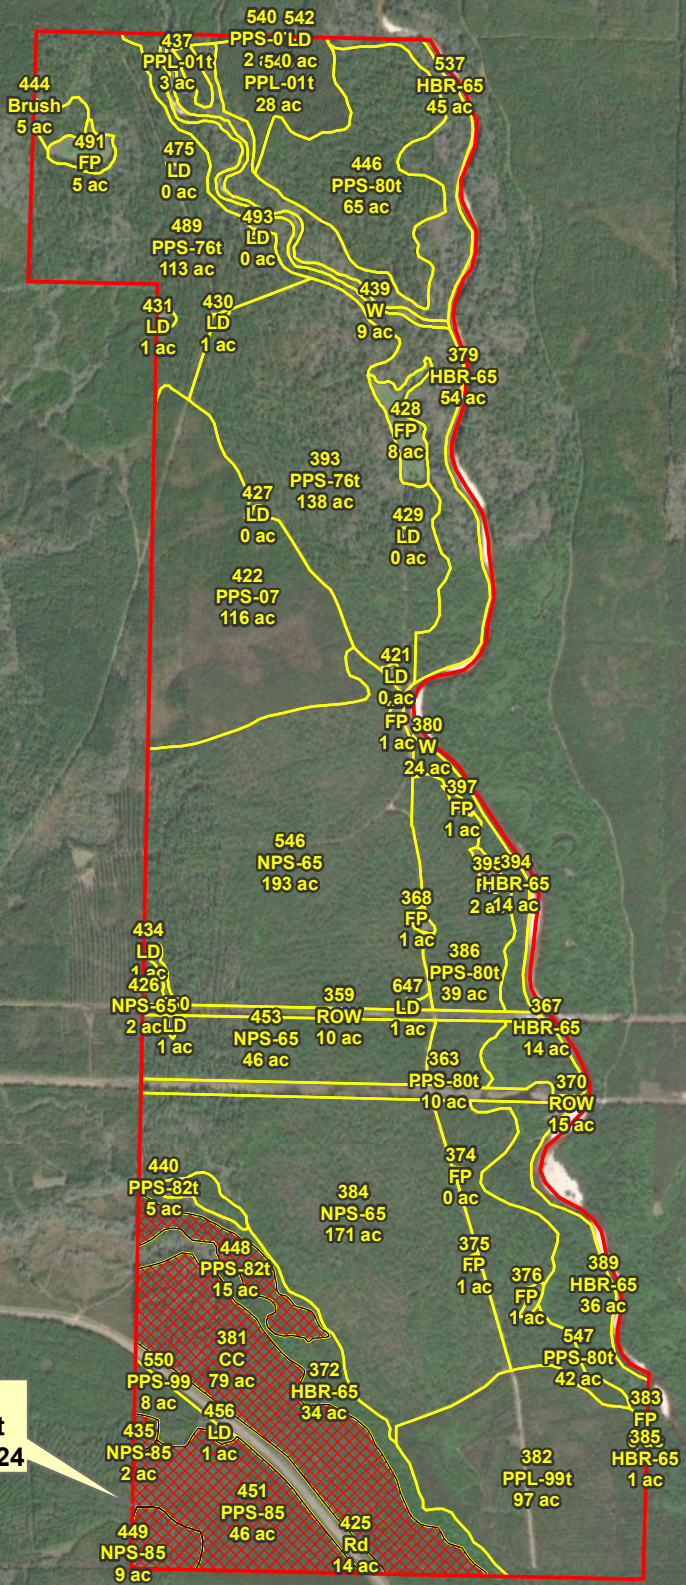 540 542
PPS-0 LD
2 ac
PPL-01t
28 ac
437
PPL-01t
3 ac
537
HBR-65
45 ac
444
Brush
5 ac
491
FP
5 ac
475
LD
0 ac
446
PPS-80t
65 ac
493
LD
0 ac
489
PPS-76t
113 ac
439
W
9 ac
431
LD
1 ac
430
LD
1 ac
379
HBR-65
54 ac
428
FP
8 ac
393
PPS-76t
138 ac
427
LD
0 ac
429
LD
0 ac
422
PPS-07
116 ac
421
LD
0 ac
FP
1 ac
380
W
24 ac
397
FP
1 ac
546
NPS-65
193 ac
395
2 a
394
HBR-65
14 ac
368
FP
1 ac
434
LD
1 ac
386
PPS-80t
39 ac
426
NPS-65
2 ac
LD
1 ac
647
LD
1 ac
359
ROW
10 ac
453
NPS-65
46 ac
367
HBR-65
14 ac
363
PPS-80t
10 ac
370
ROW
15 ac
374
FP
0 ac
440
PPS-82t
5 ac
384
NPS-65
171 ac
375
FP
1 ac
448
PPS-82t
15 ac
376
FP
1 ac
389
HBR-65
36 ac
381
CC
79 ac
547
PPS-80t
42 ac
550
PPS-99
8 ac
372
HBR-65
34 ac
456
LD
1 ac
383
FP
385
HBR-65
1 ac
435
NPS-85
2 ac
t
24
382
PPL-99t
97 ac
451
PPS-85
46 ac
449
NPS-85
9 ac
425
Rd
14 ac